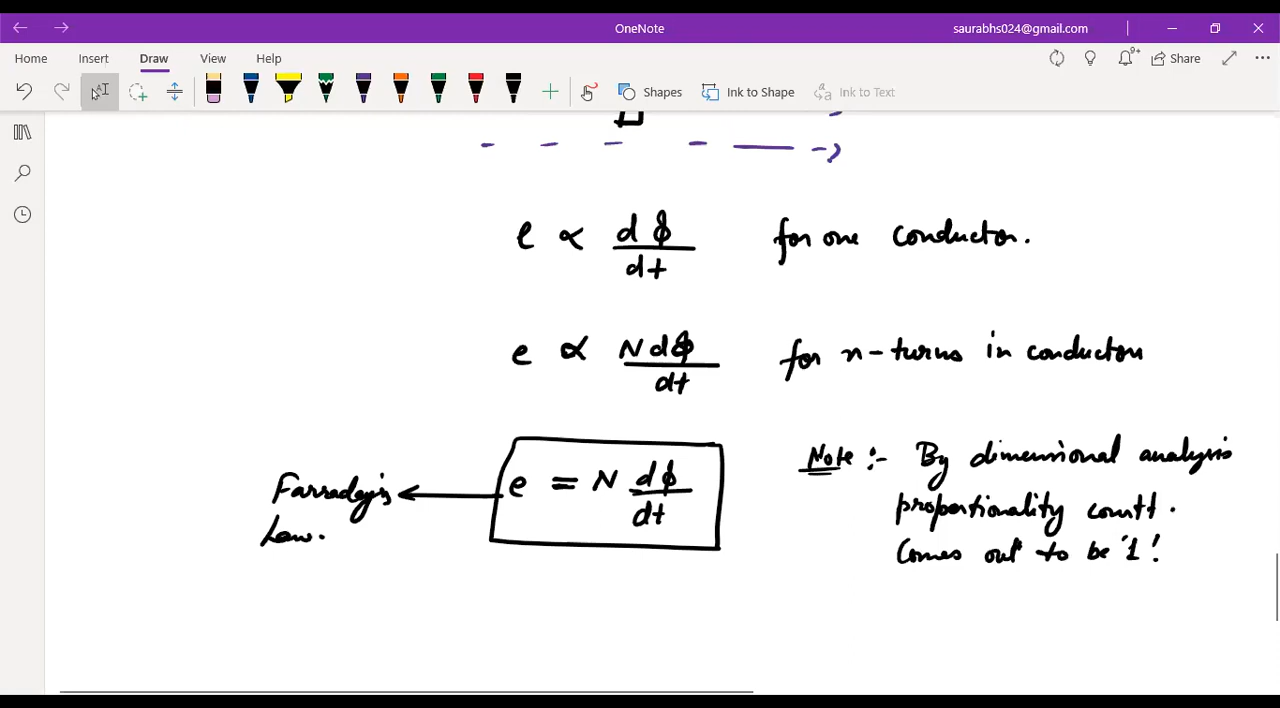 OneNote
saurabhs024@gmail.com
Home Insert Draw View Help
Share
Shapes Ink to Shape Ink to Text
e ∝ dϕ/dt for one conductor.
e ∝ Ndϕ/dt for n-turns in conductor
e = N dϕ/dt
Farraday's
Law.
Note :- By dimensional analysis
proportionality constt.
Comes out to be '1'.